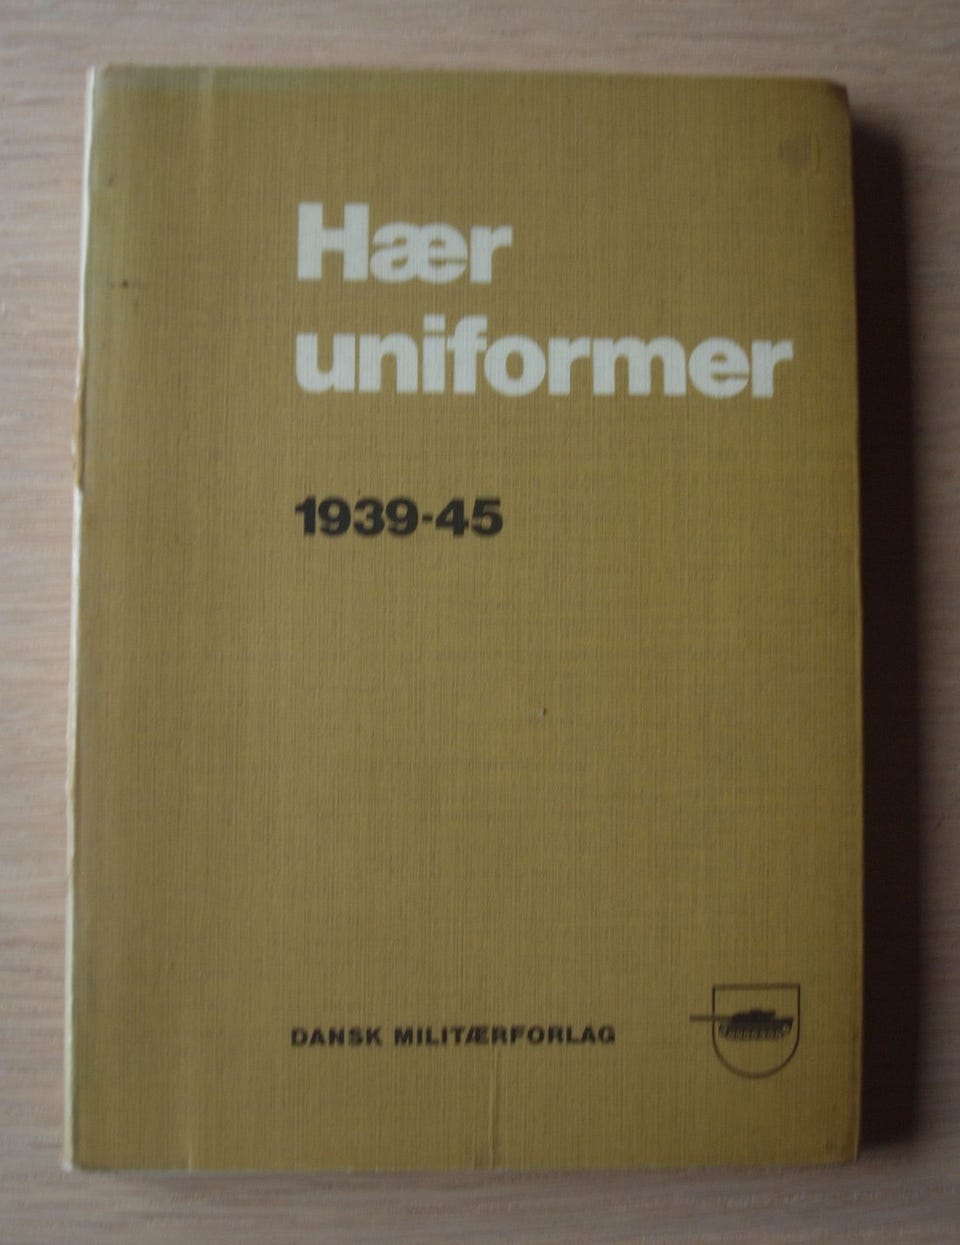 Hær
uniformer
1939-45
DANSK MILITÆRFORLAG